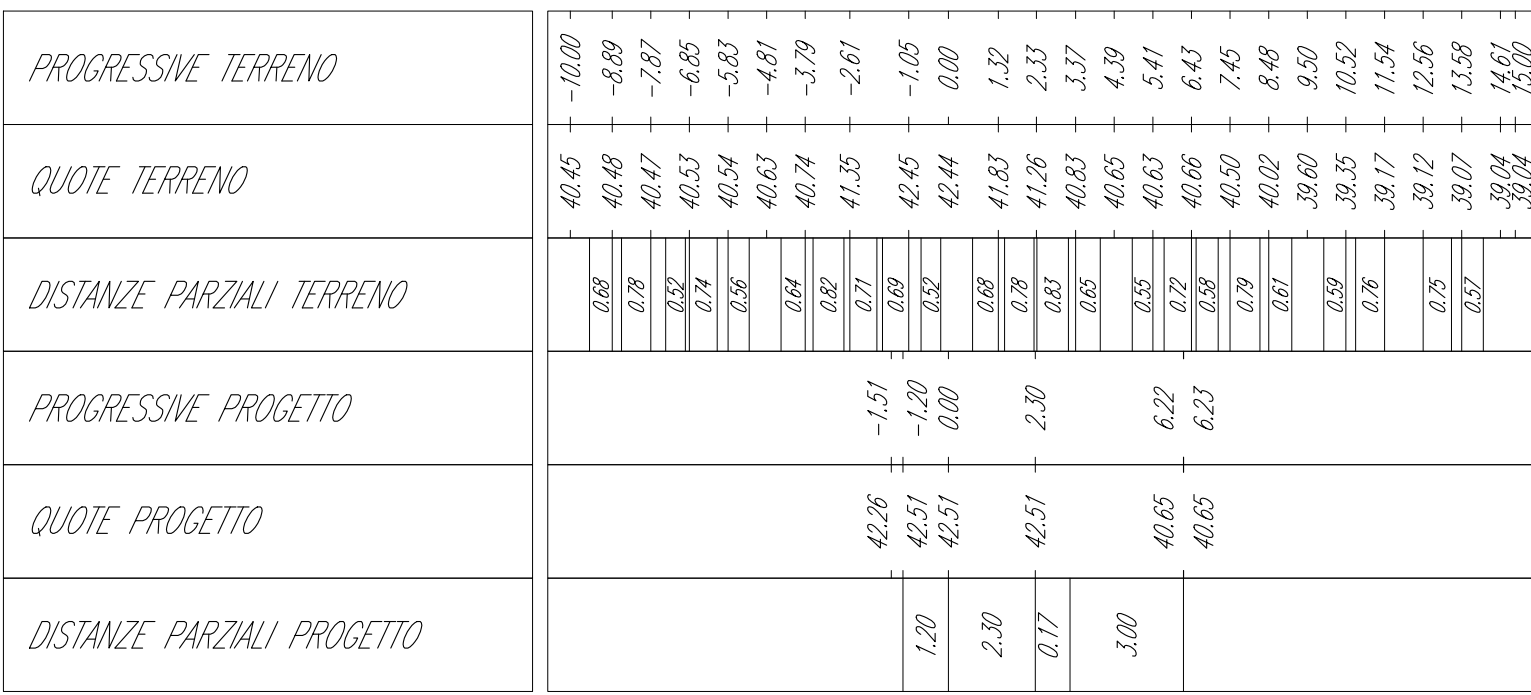 PROGRESSIVE TERRENO -10.00 -8.89 -7.87 -6.85 -5.83 -4.81 -3.79 -2.61 -1.05 0.00 1.32 2.33 3.37 4.39 5.41 6.43 7.45 8.48 9.50 10.52 11.54 12.56 13.58 14.61 15.00
QUOTE TERRENO 40.45 40.48 40.47 40.53 40.54 40.63 40.74 41.35 42.45 42.44 41.83 41.26 40.83 40.65 40.63 40.66 40.50 40.02 39.60 39.35 39.17 39.12 39.07 39.04 39.04
DISTANZE PARZIALI TERRENO 0.68 0.78 0.52 0.74 0.56 0.64 0.82 0.71 0.69 0.52 0.68 0.78 0.83 0.65 0.55 0.72 0.58 0.79 0.61 0.59 0.76 0.75 0.57
PROGRESSIVE PROGETTO -1.51 -1.20 0.00 2.30 6.22 6.23
QUOTE PROGETTO 42.26 42.51 42.51 42.51 40.65 40.65
DISTANZE PARZIALI PROGETTO 1.20 2.30 0.17 3.00